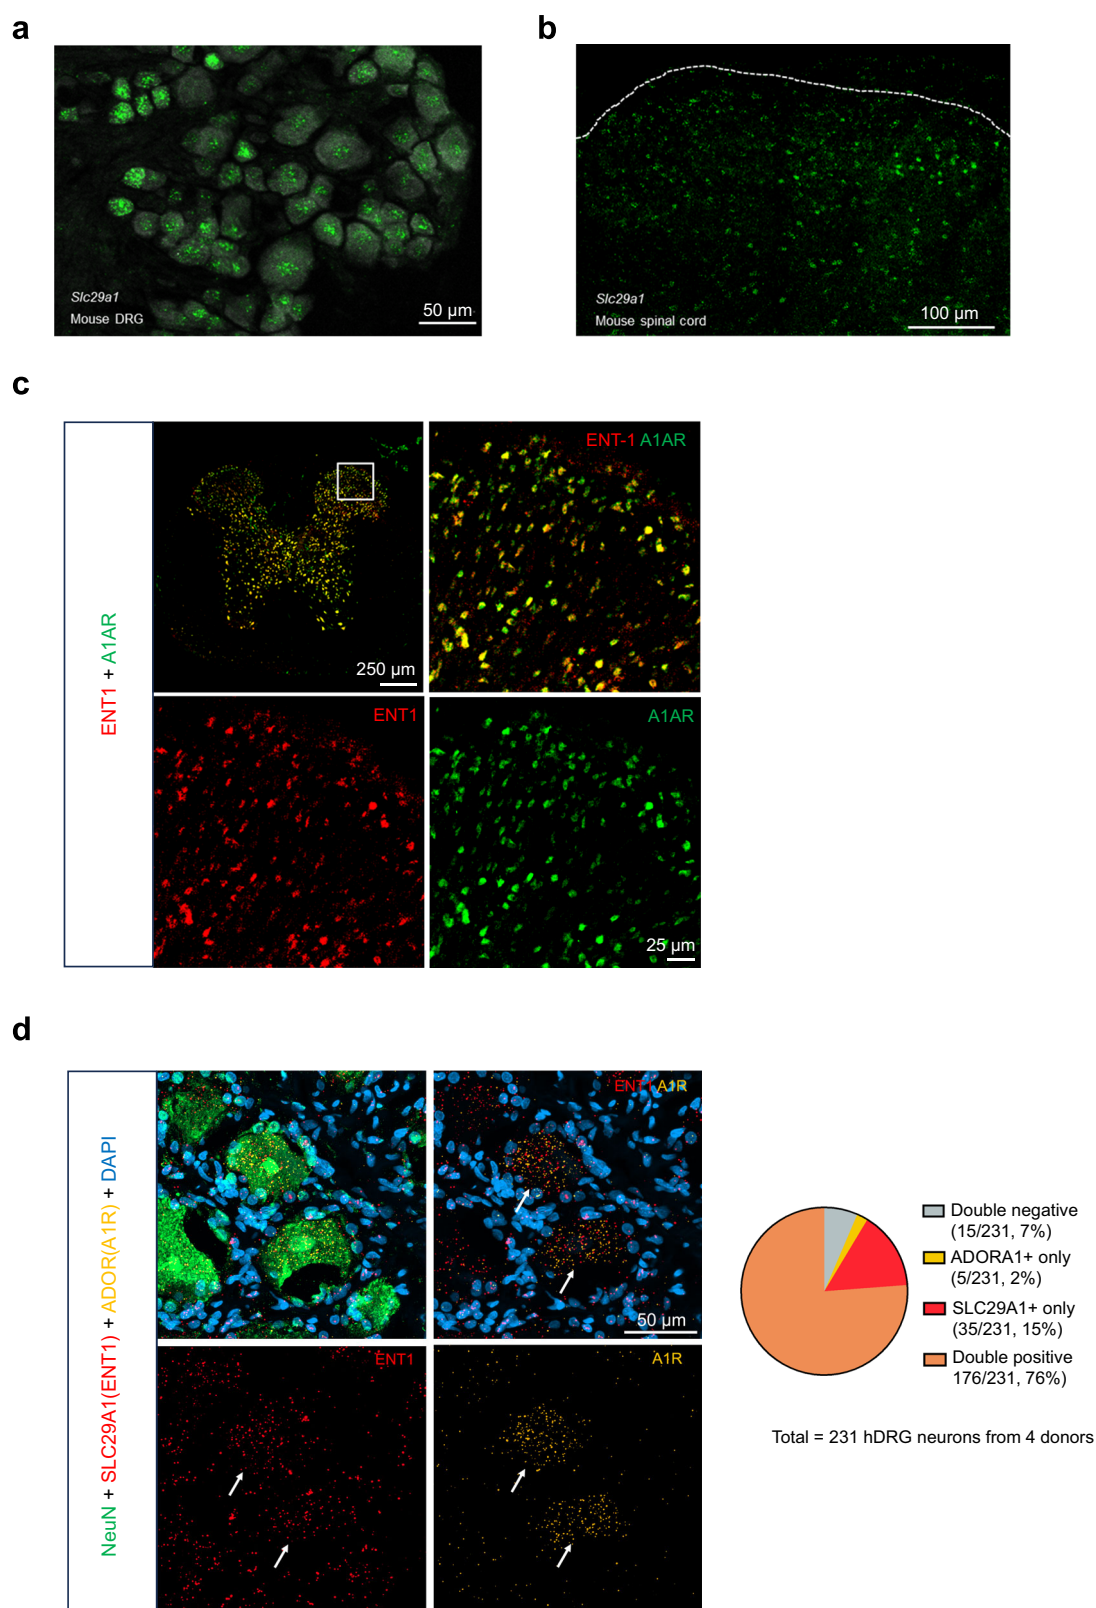 a
b
Slc29a1
Mouse DRG
50 µm
Slc29a1
Mouse spinal cord
100 µm
c
ENT1 + A1AR
250 µm
ENT-1 A1AR
ENT1
A1AR
25 µm
d
NeuN + SLC29A1(ENT1) + ADOR(A1R) + DAPI
ENT1 A1R
50 µm
ENT1
A1R
Double negative
(15/231, 7%)
ADORA1+ only
(5/231, 2%)
SLC29A1+ only
(35/231, 15%)
Double positive
176/231, 76%)
Total = 231 hDRG neurons from 4 donors